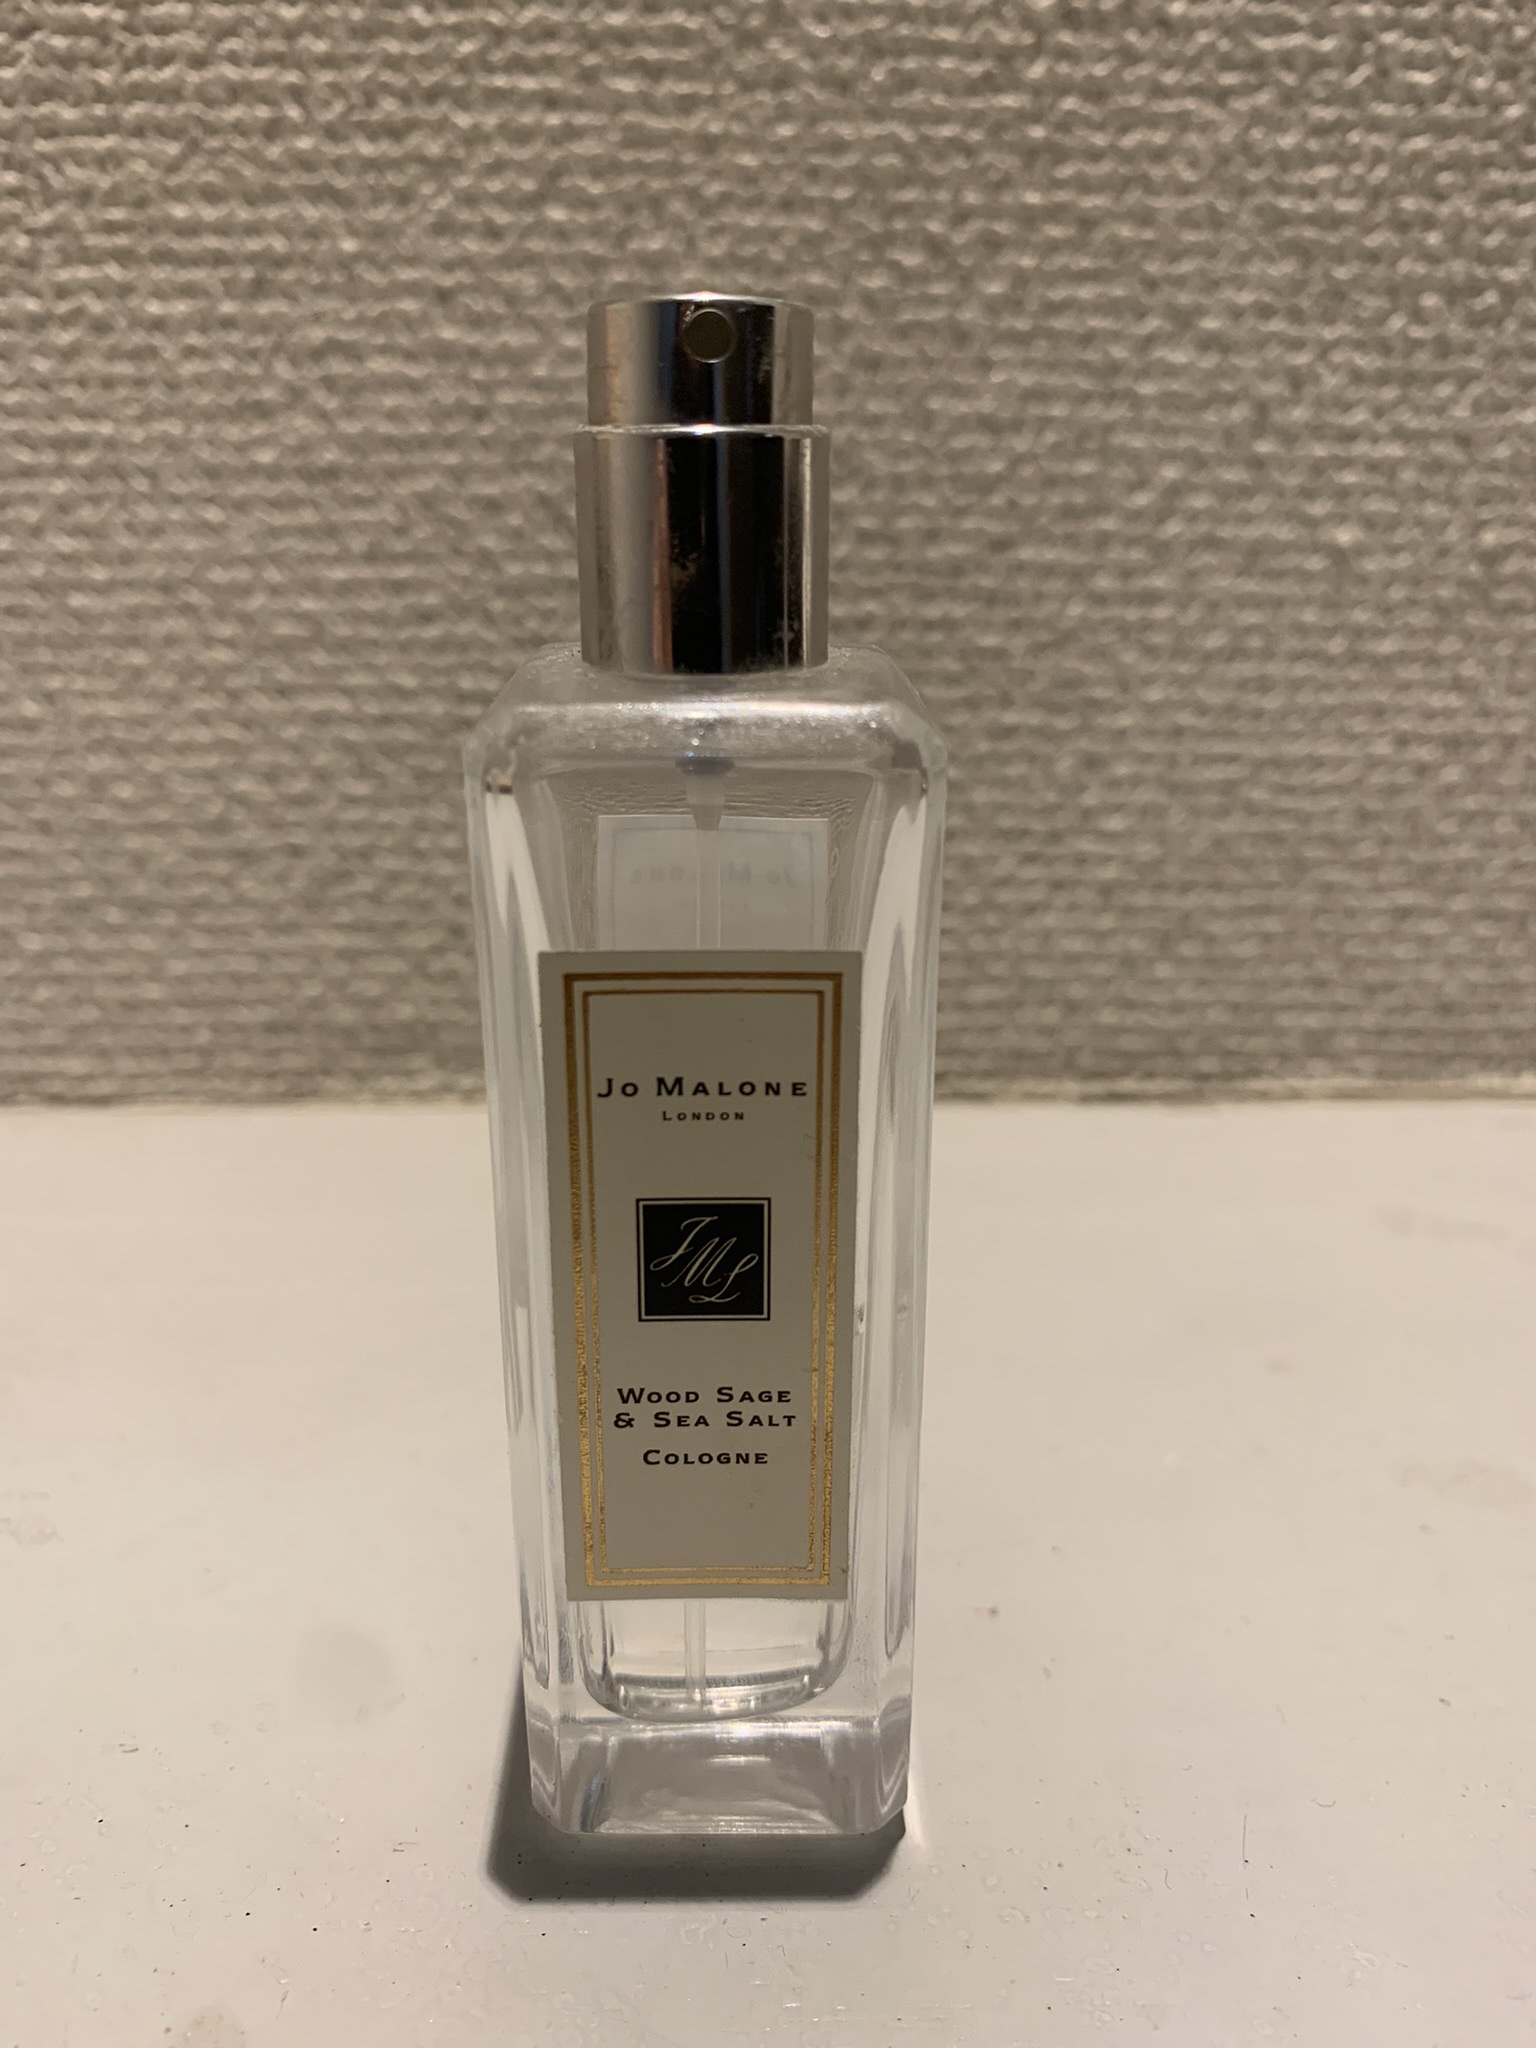 Jo Malone
London
JML
Wood Sage
& Sea Salt
Cologne